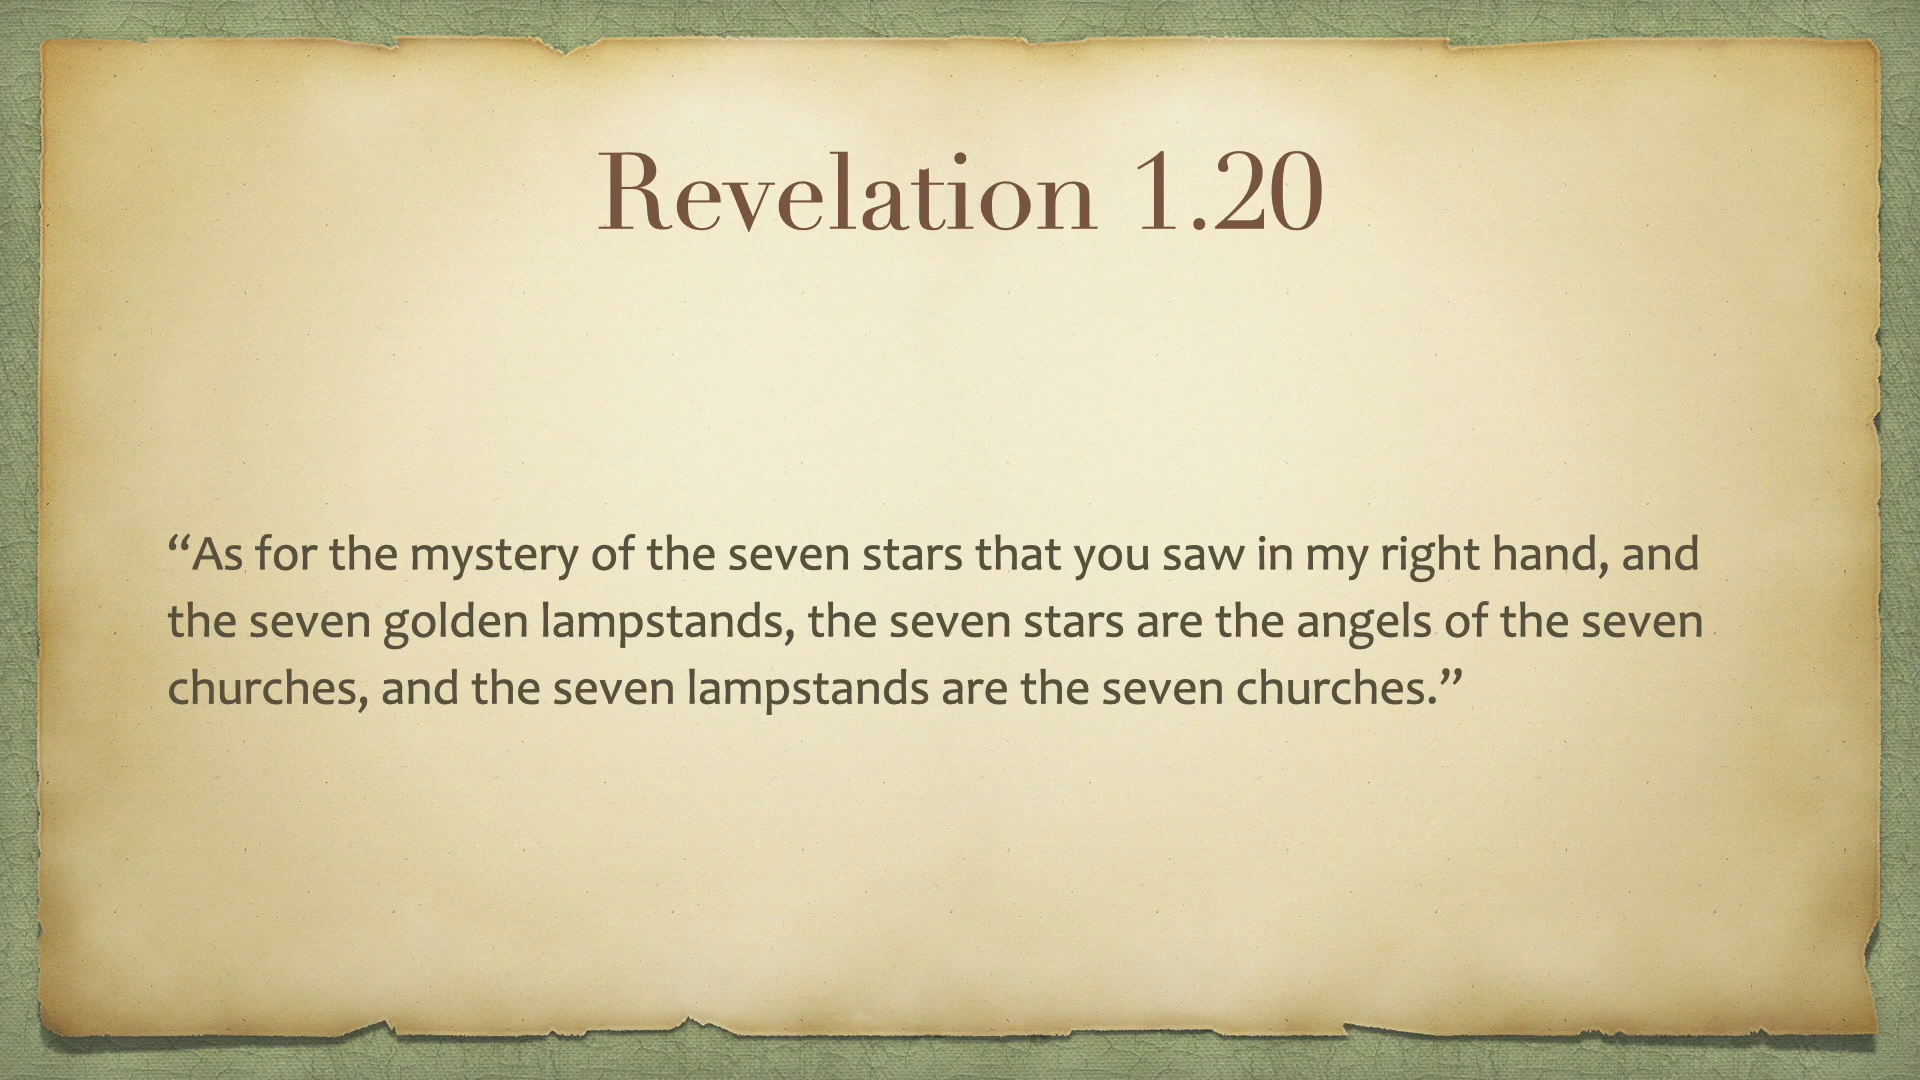 Revelation 1.20
“As for the mystery of the seven stars that you saw in my right hand, and
the seven golden lampstands, the seven stars are the angels of the seven
churches, and the seven lampstands are the seven churches.”